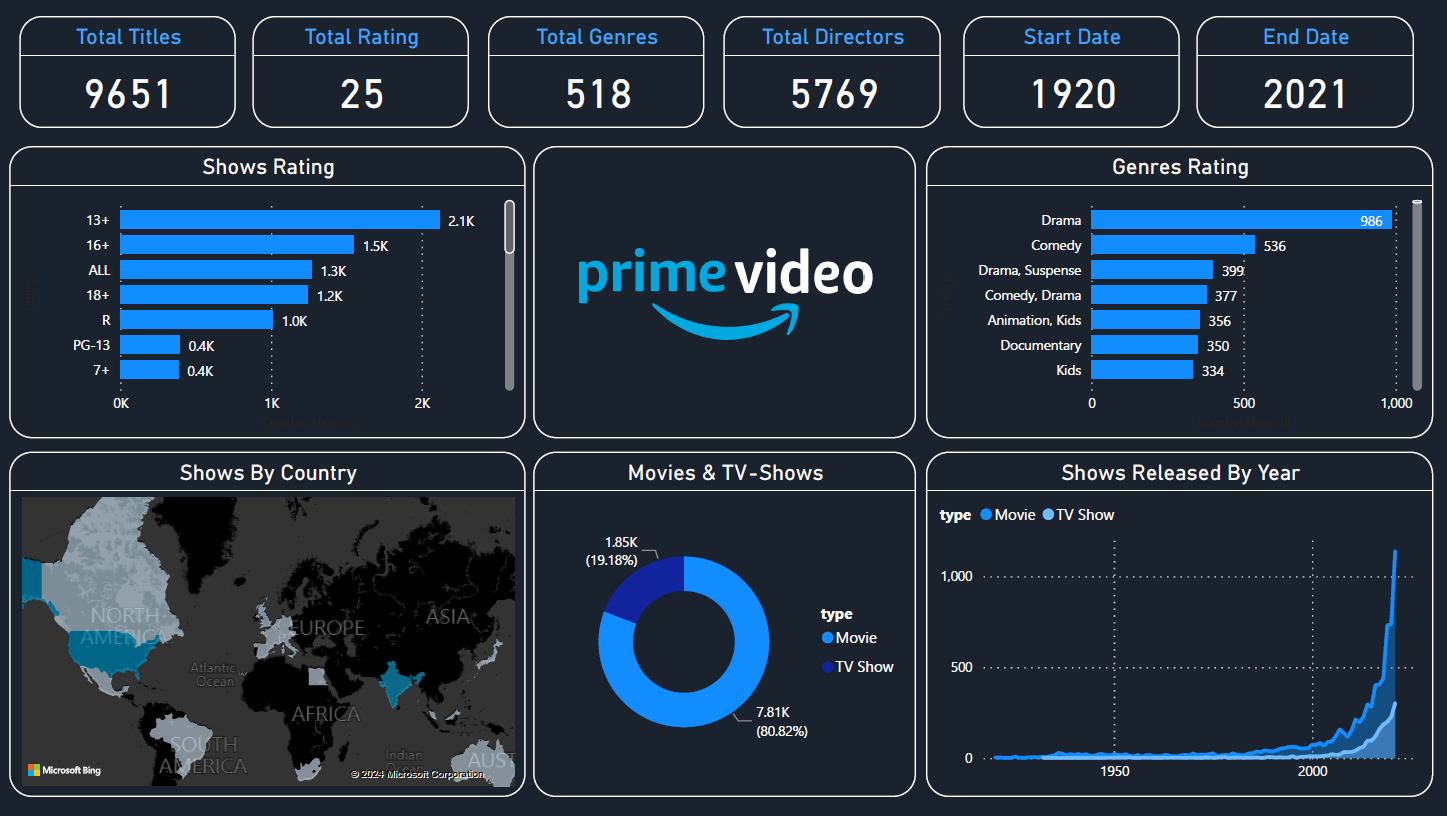 Total Titles
9651
Total Rating
25
Total Genres
518
Total Directors
5769
Start Date
1920
End Date
2021
Shows Rating
13+ 2.1K
16+ 1.5K
ALL 1.3K
18+ 1.2K
R 1.0K
PG-13 0.4K
7+ 0.4K
0K 1K 2K
prime video
Genres Rating
Drama 986
Comedy 536
Drama, Suspense 399
Comedy, Drama 377
Animation, Kids 356
Documentary 350
Kids 334
0 500 1,000
Shows By Country
NORTH
AMERICA
EUROPE
ASIA
Atlantic
Ocean
AFRICA
SOUTH
AMERICA
Indian
Ocean
AUST
Microsoft Bing
© 2024 Microsoft Corporation
Movies & TV-Shows
1.85K
(19.18%)
7.81K
(80.82%)
type
Movie
TV Show
Shows Released By Year
type Movie TV Show
1,000
500
0
1950 2000